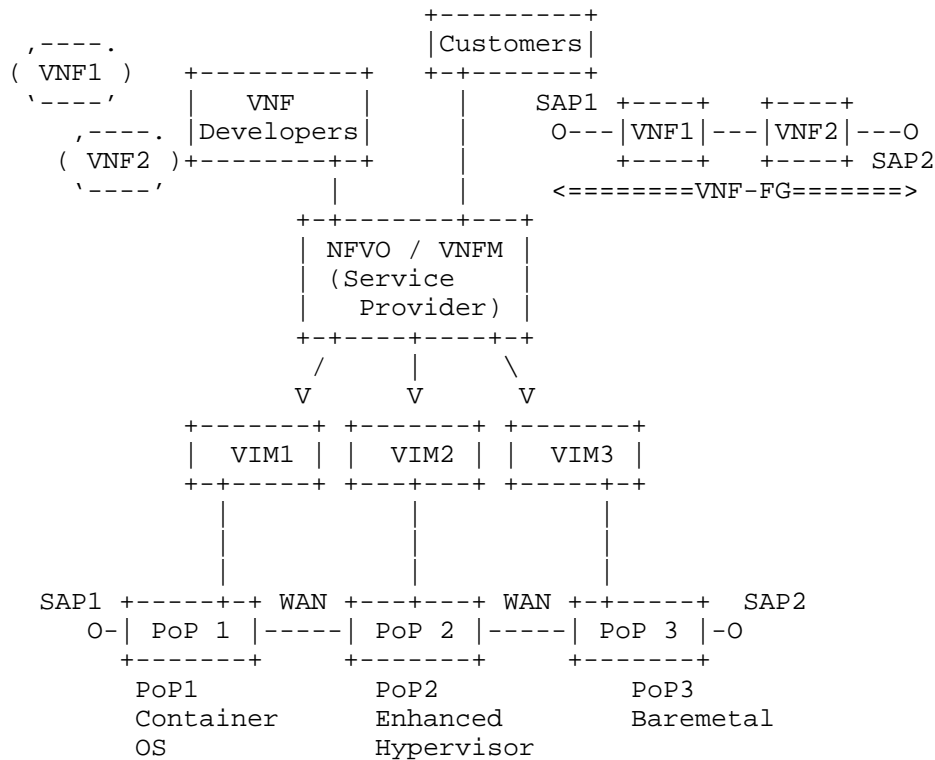 Customers
VNF1
VNF SAP1
Developers O VNF1 VNF2 O
VNF2 SAP2
<========VNF-FG=======>
NFVO / VNFM
(Service
Provider)
V V V
VIM1 VIM2 VIM3
SAP1 WAN WAN SAP2
O PoP 1 PoP 2 PoP 3 O
PoP1 PoP2 PoP3
Container Enhanced Baremetal
OS Hypervisor